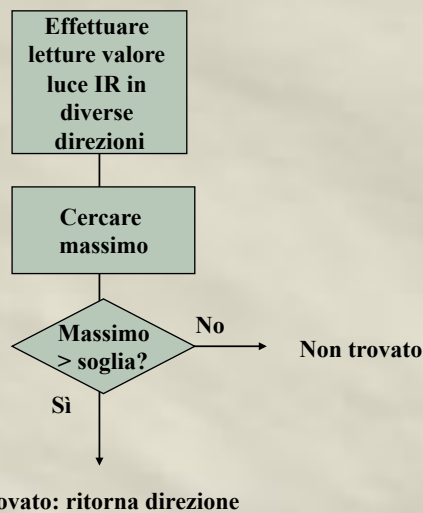 Effettuare
letture valore
luce IR in
diverse
direzioni
Cercare
massimo
Massimo
> soglia?
No
Non trovato
Sì
ovato: ritorna direzione